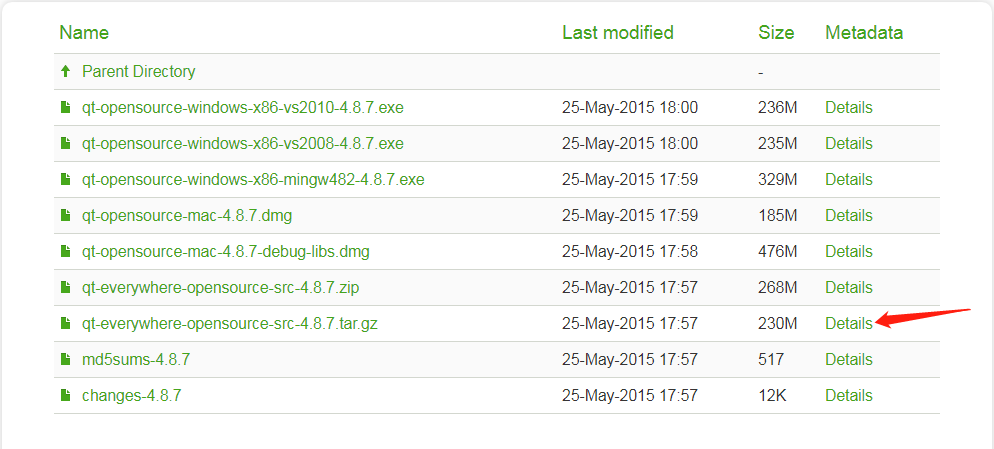 Name Last modified Size Metadata
Parent Directory -
qt-opensource-windows-x86-vs2010-4.8.7.exe 25-May-2015 18:00 236M Details
qt-opensource-windows-x86-vs2008-4.8.7.exe 25-May-2015 18:00 235M Details
qt-opensource-windows-x86-mingw482-4.8.7.exe 25-May-2015 17:59 329M Details
qt-opensource-mac-4.8.7.dmg 25-May-2015 17:59 185M Details
qt-opensource-mac-4.8.7-debug-libs.dmg 25-May-2015 17:58 476M Details
qt-everywhere-opensource-src-4.8.7.zip 25-May-2015 17:57 268M Details
qt-everywhere-opensource-src-4.8.7.tar.gz 25-May-2015 17:57 230M Details
md5sums-4.8.7 25-May-2015 17:57 517 Details
changes-4.8.7 25-May-2015 17:57 12K Details